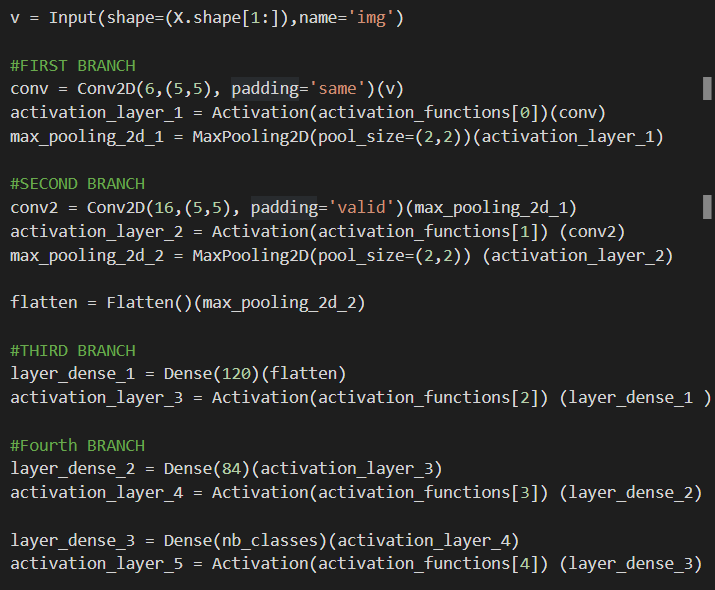 v = Input(shape=(X.shape[1:]),name='img')
#FIRST BRANCH
conv = Conv2D(6,(5,5), padding='same')(v)
activation_layer_1 = Activation(activation_functions[0])(conv)
max_pooling_2d_1 = MaxPooling2D(pool_size=(2,2))(activation_layer_1)
#SECOND BRANCH
conv2 = Conv2D(16,(5,5), padding='valid')(max_pooling_2d_1)
activation_layer_2 = Activation(activation_functions[1]) (conv2)
max_pooling_2d_2 = MaxPooling2D(pool_size=(2,2)) (activation_layer_2)
flatten = Flatten()(max_pooling_2d_2)
#THIRD BRANCH
layer_dense_1 = Dense(120)(flatten)
activation_layer_3 = Activation(activation_functions[2]) (layer_dense_1 )
#Fourth BRANCH
layer_dense_2 = Dense(84)(activation_layer_3)
activation_layer_4 = Activation(activation_functions[3]) (layer_dense_2)
layer_dense_3 = Dense(nb_classes)(activation_layer_4)
activation_layer_5 = Activation(activation_functions[4]) (layer_dense_3)